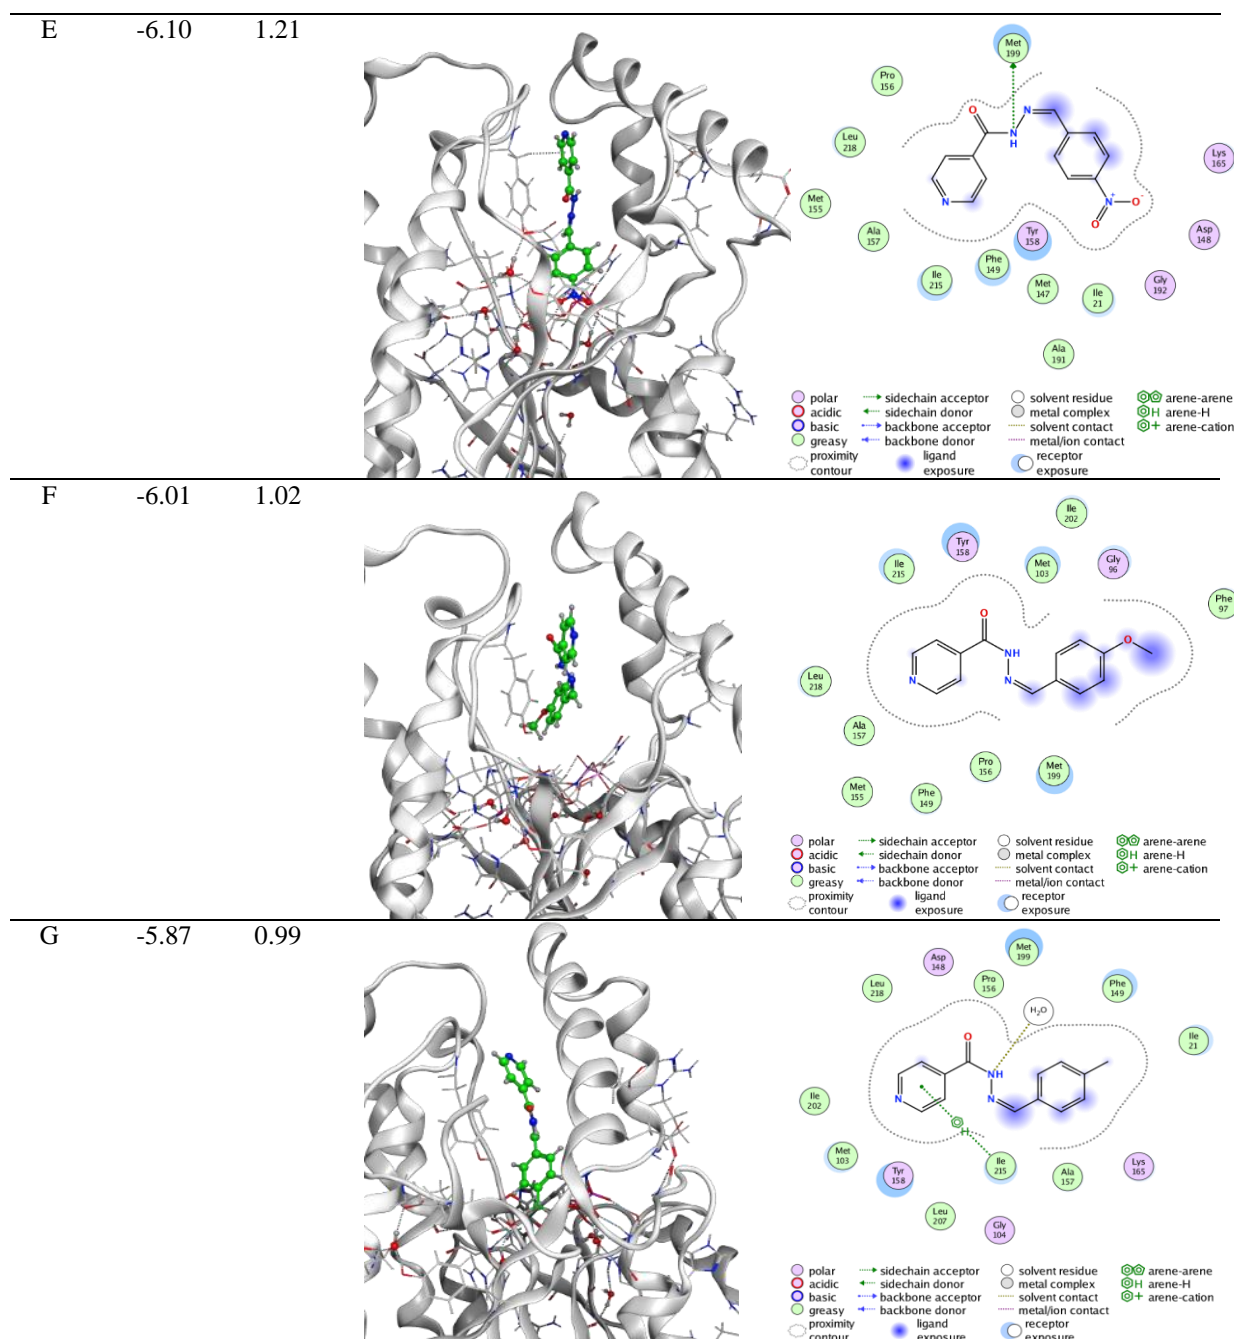 E -6.10 1.21
Met 199
Pro 156
Leu 218
Met 155
Ala 157
Ile 215
Phe 149
Tyr 158
Met 147
Ile 21
Ala 191
Gly 192
Asp 148
Lys 165
O
N
N
H
N
N+
O-
O
polar sidechain acceptor solvent residue arene-arene
acidic sidechain donor metal complex arene-H
basic backbone acceptor solvent contact arene-cation
greasy backbone donor metal/ion contact
proximity contour ligand exposure receptor exposure
F -6.01 1.02
Ile 202
Tyr 158
Ile 215
Met 103
Gly 96
Phe 97
Leu 218
Ala 157
Met 155
Phe 149
Pro 156
Met 199
O
NH
N
N
O
polar sidechain acceptor solvent residue arene-arene
acidic sidechain donor metal complex arene-H
basic backbone acceptor solvent contact arene-cation
greasy backbone donor metal/ion contact
proximity contour ligand exposure receptor exposure
G -5.87 0.99
Met 199
Asp 148
Pro 156
Leu 218
Phe 149
H2O
Ile 21
Ile 202
Met 103
Tyr 158
Leu 207
Gly 104
Ile 215
Ala 157
Lys 165
O
NH
N
N
H
polar sidechain acceptor solvent residue arene-arene
acidic sidechain donor metal complex arene-H
basic backbone acceptor solvent contact arene-cation
greasy backbone donor metal/ion contact
proximity contour ligand exposure receptor exposure